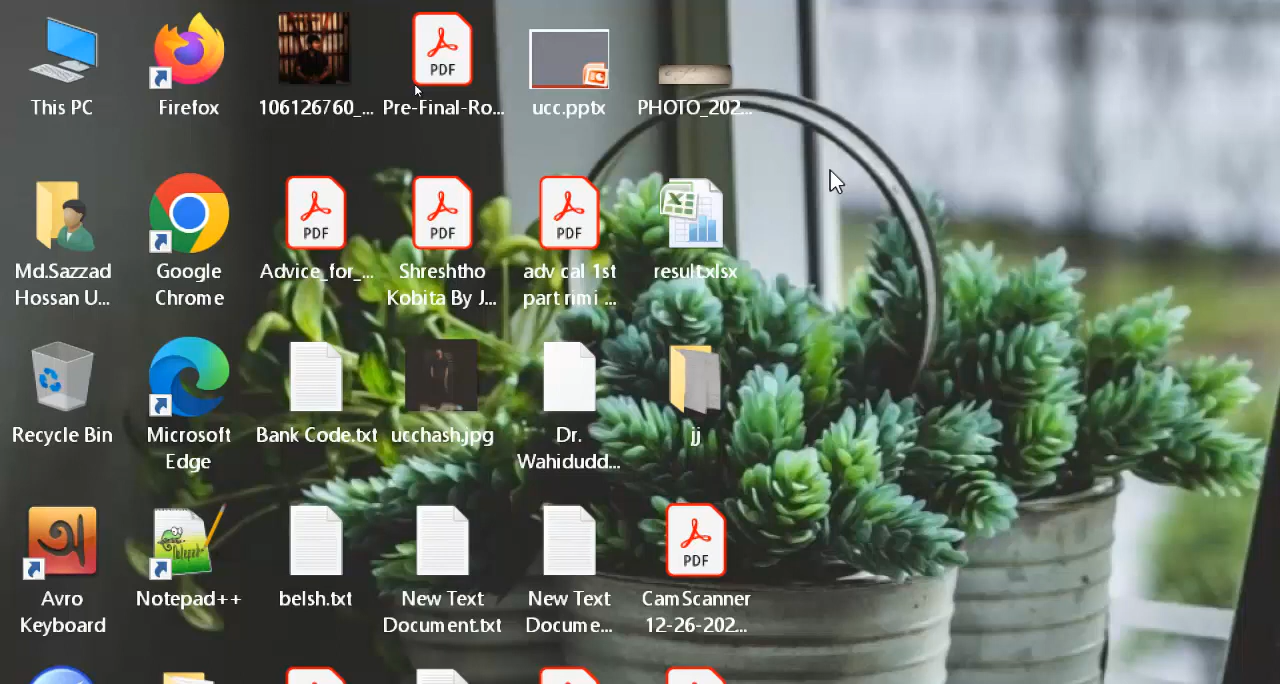 This PC
Firefox
106126760_...
PDF
Pre-Final-Ro...
ucc.pptx
PHOTO_202...
Md.Sazzad
Hossan U...
Google
Chrome
PDF
Advice_for_...
PDF
Shreshtho
Kobita By J...
PDF
adv cal 1st
part rimi ...
result.xlsx
Recycle Bin
Microsoft
Edge
Bank Code.txt
ucchash.jpg
Dr.
Wahidudd...
jj
অ
Avro
Keyboard
Notepad++
belsh.txt
New Text
Document.txt
New Text
Docume...
PDF
CamScanner
12-26-202...